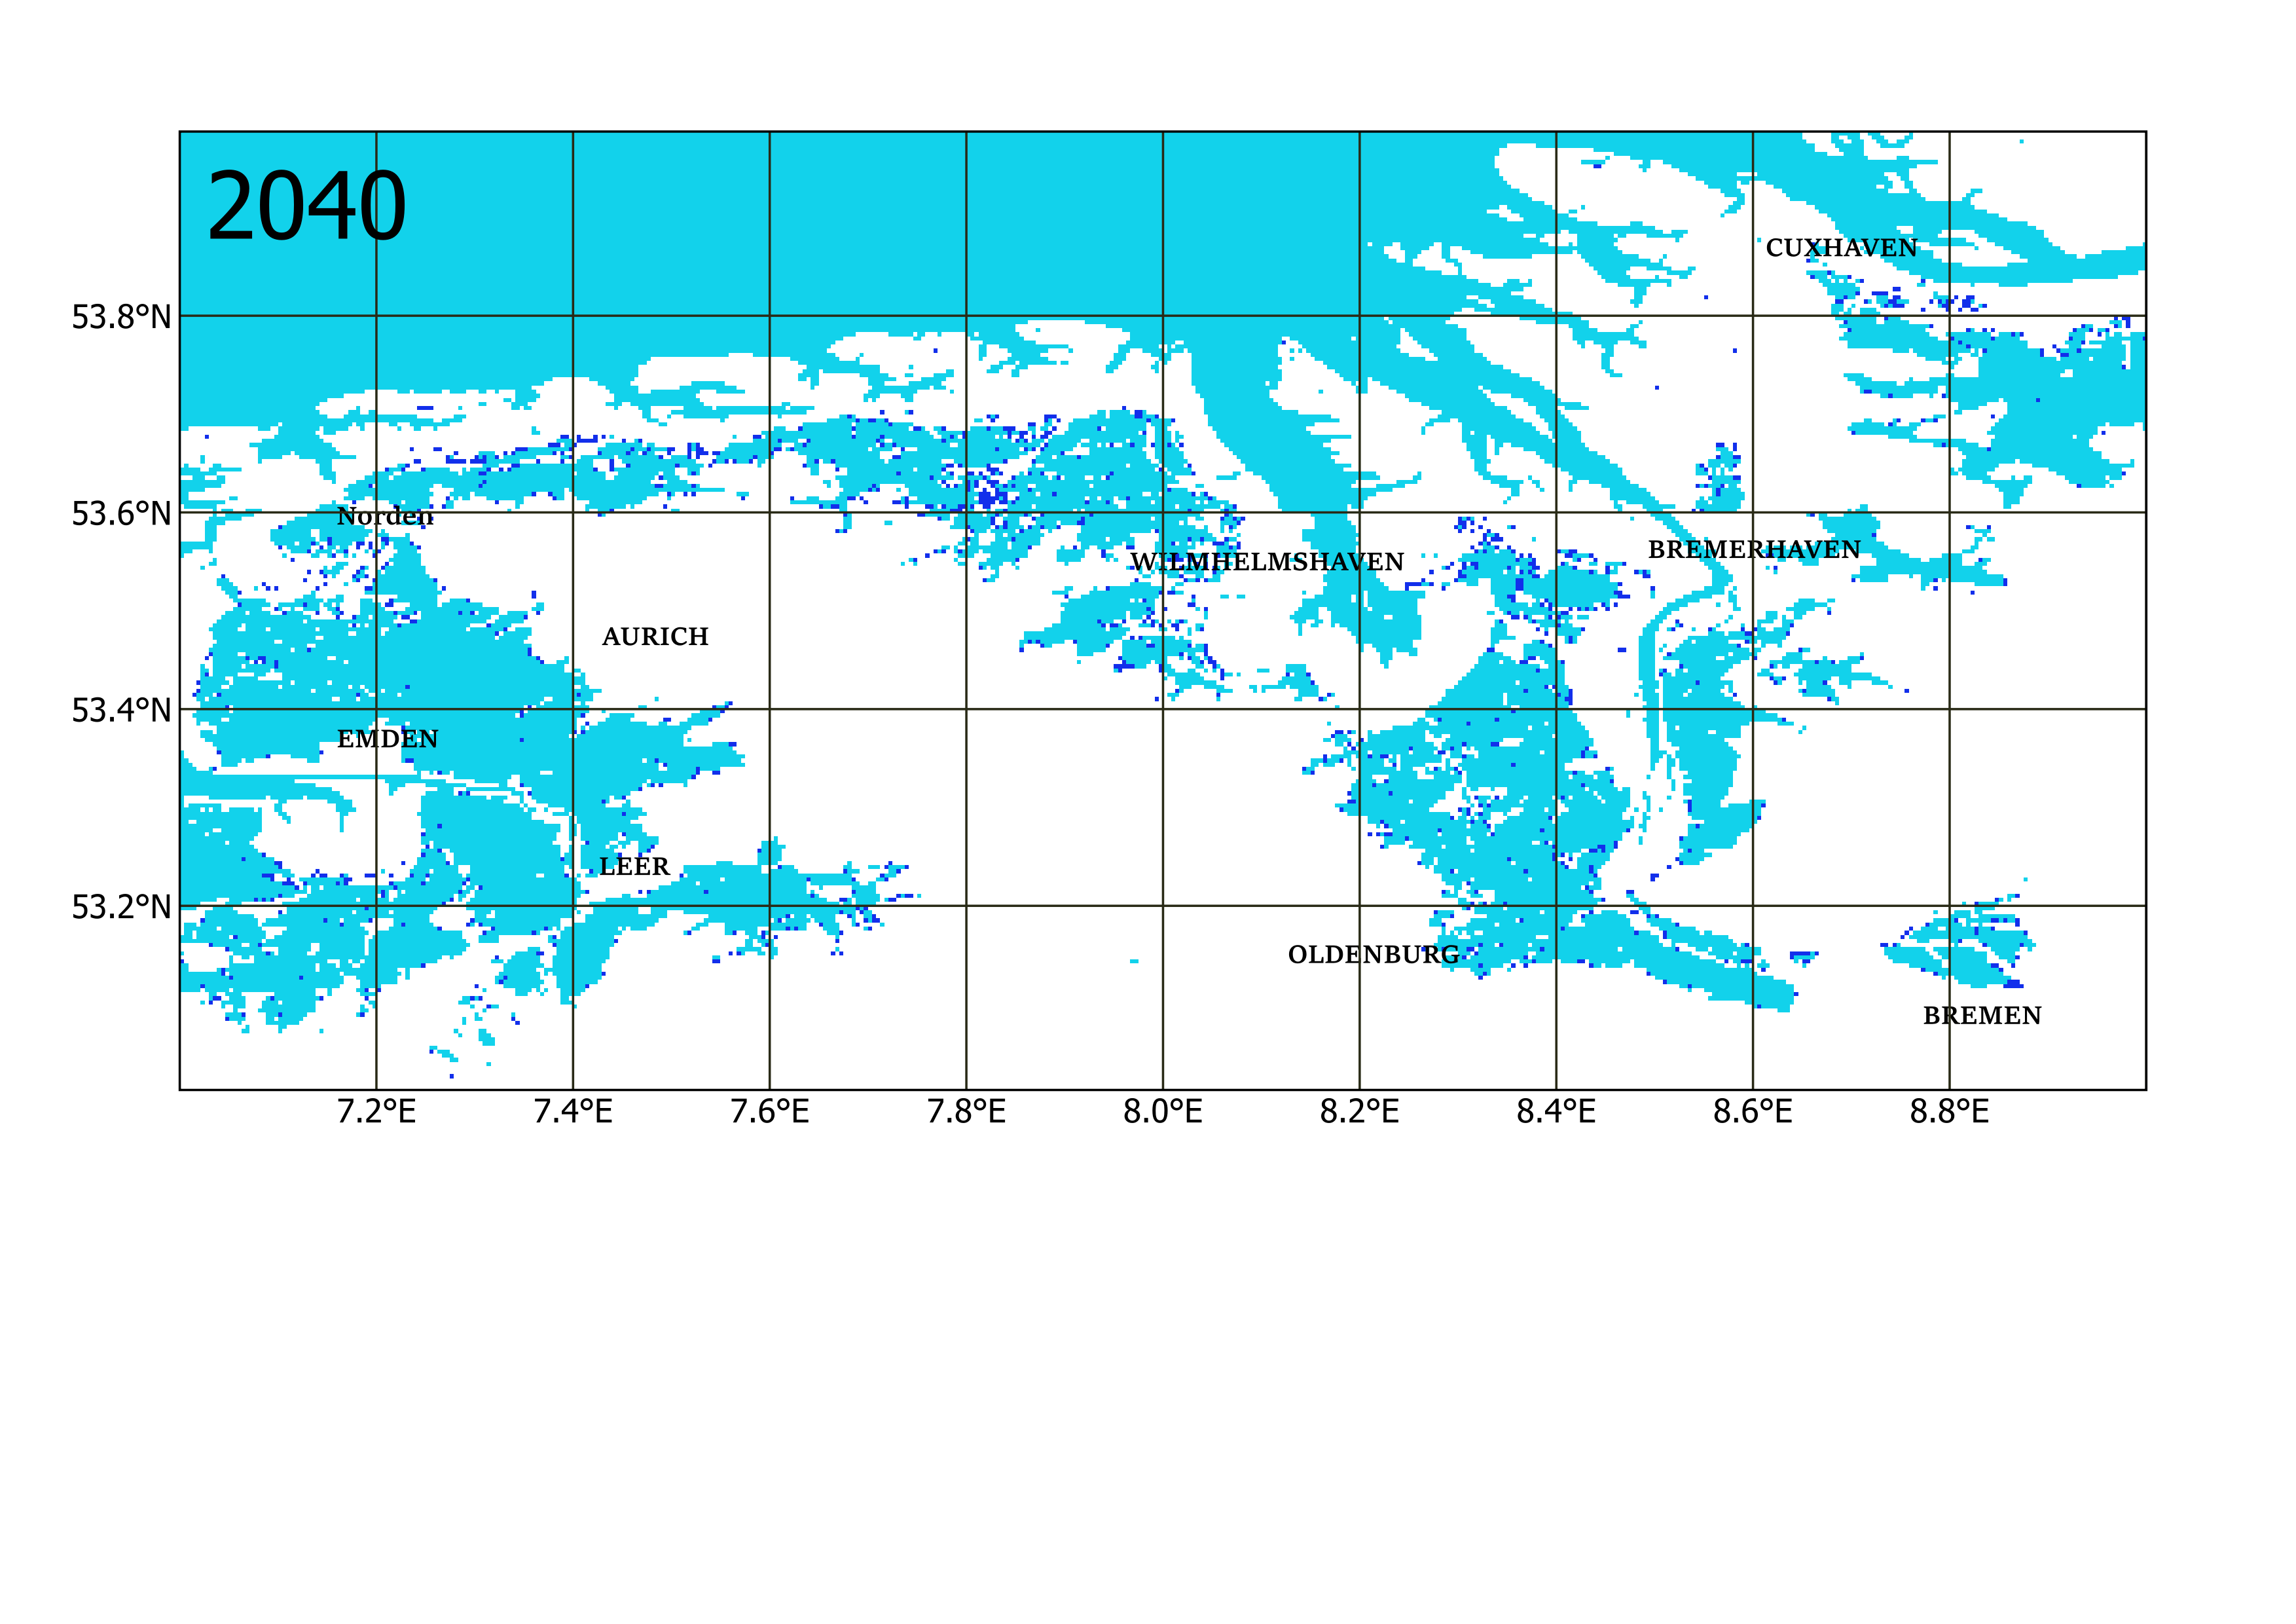 2040
CUXHAVEN
53.8°N
53.6°N
Norden
BREMERHAVEN
WILMHELMSHAVEN
AURICH
53.4°N
EMDEN
LEER
53.2°N
OLDENBURG
BREMEN
7.2°E 7.4°E 7.6°E 7.8°E 8.0°E 8.2°E 8.4°E 8.6°E 8.8°E